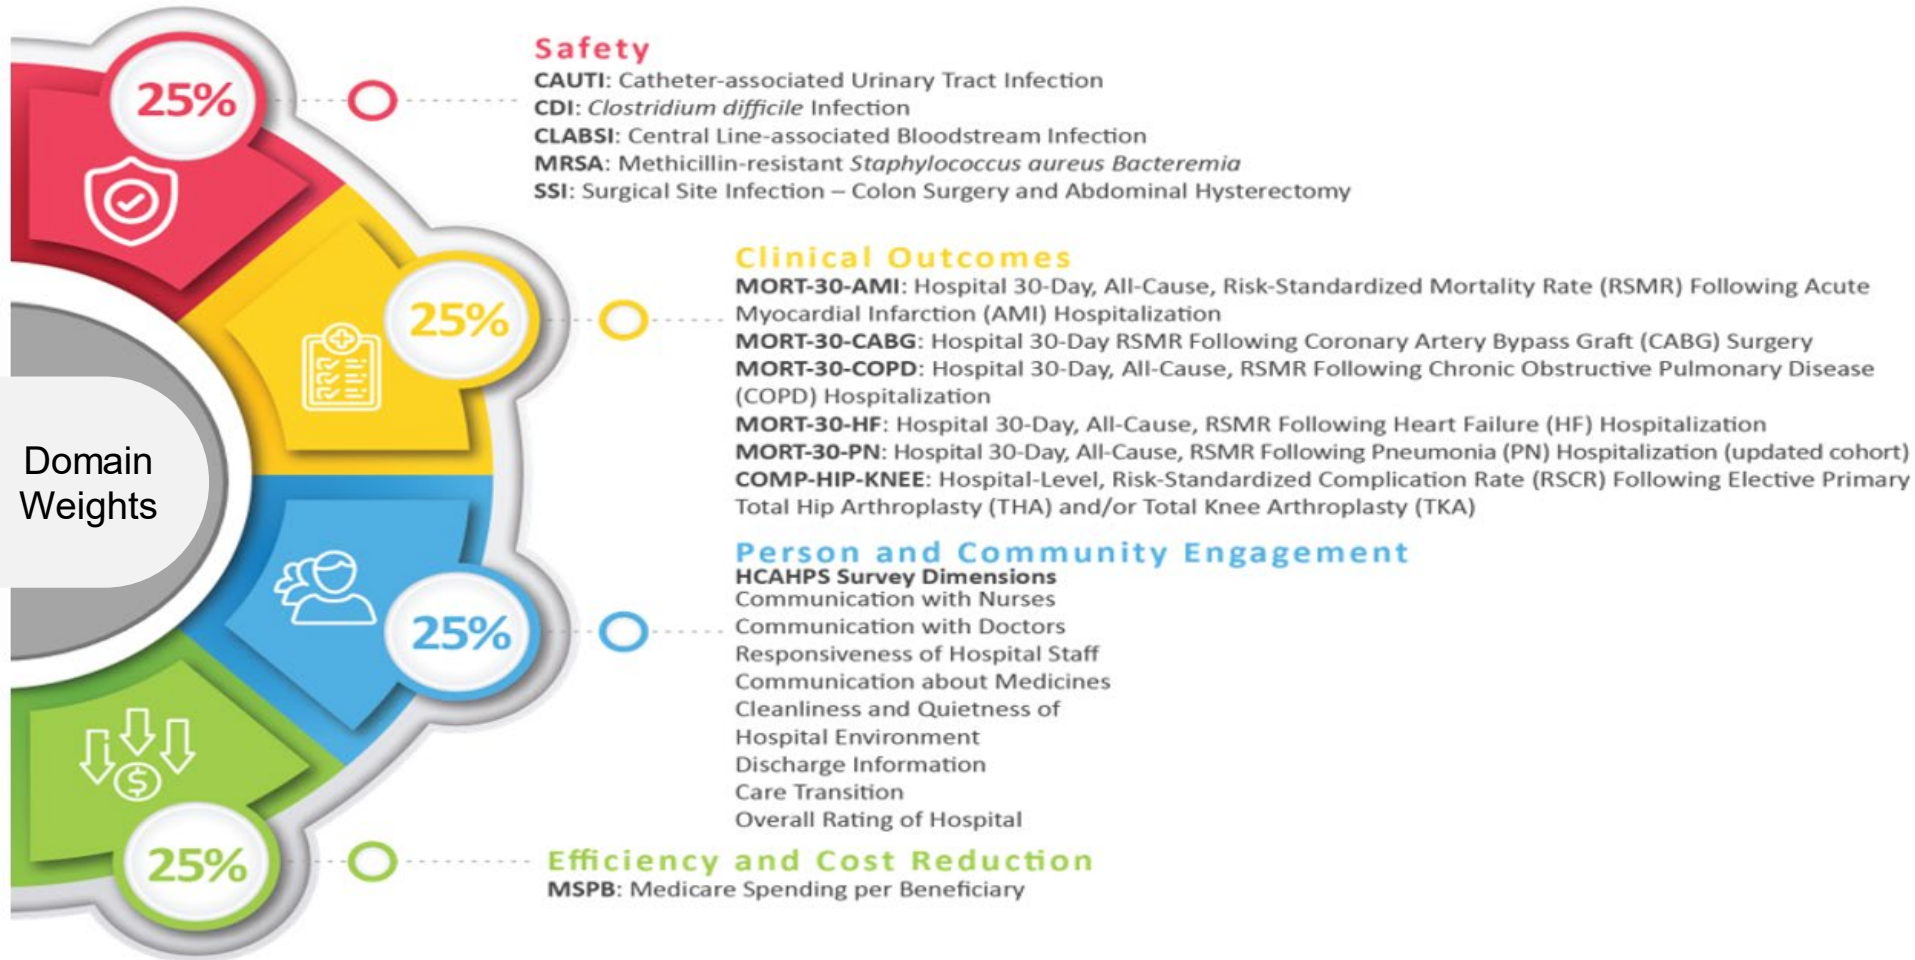 Domain
Weights
25%
Safety
CAUTI: Catheter-associated Urinary Tract Infection
CDI: Clostridium difficile Infection
CLABSI: Central Line-associated Bloodstream Infection
MRSA: Methicillin-resistant Staphylococcus aureus Bacteremia
SSI: Surgical Site Infection – Colon Surgery and Abdominal Hysterectomy
25%
Clinical Outcomes
MORT-30-AMI: Hospital 30-Day, All-Cause, Risk-Standardized Mortality Rate (RSMR) Following Acute
Myocardial Infarction (AMI) Hospitalization
MORT-30-CABG: Hospital 30-Day RSMR Following Coronary Artery Bypass Graft (CABG) Surgery
MORT-30-COPD: Hospital 30-Day, All-Cause, RSMR Following Chronic Obstructive Pulmonary Disease
(COPD) Hospitalization
MORT-30-HF: Hospital 30-Day, All-Cause, RSMR Following Heart Failure (HF) Hospitalization
MORT-30-PN: Hospital 30-Day, All-Cause, RSMR Following Pneumonia (PN) Hospitalization (updated cohort)
COMP-HIP-KNEE: Hospital-Level, Risk-Standardized Complication Rate (RSCR) Following Elective Primary
Total Hip Arthroplasty (THA) and/or Total Knee Arthroplasty (TKA)
25%
Person and Community Engagement
HCAHPS Survey Dimensions
Communication with Nurses
Communication with Doctors
Responsiveness of Hospital Staff
Communication about Medicines
Cleanliness and Quietness of
Hospital Environment
Discharge Information
Care Transition
Overall Rating of Hospital
$
25%
Efficiency and Cost Reduction
MSPB: Medicare Spending per Beneficiary